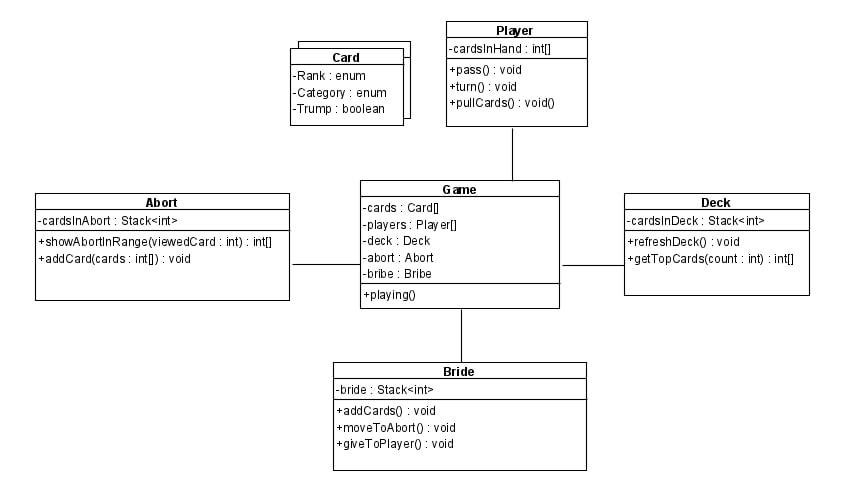 Player
-cardsInHand : int[]
+pass() : void
+turn() : void
+pullCards() : void()
Card
-Rank : enum
-Category : enum
-Trump : boolean
Abort
-cardsInAbort : Stack<int>
+showAbortInRange(viewedCard : int) : int[]
+addCard(cards : int[]) : void
Game
-cards : Card[]
-players : Player[]
-deck : Deck
-abort : Abort
-bribe : Bribe
+playing()
Deck
-cardsInDeck : Stack<int>
+refreshDeck() : void
+getTopCards(count : int) : int[]
Bride
-bride : Stack<int>
+addCards() : void
+moveToAbort() : void
+giveToPlayer() : void